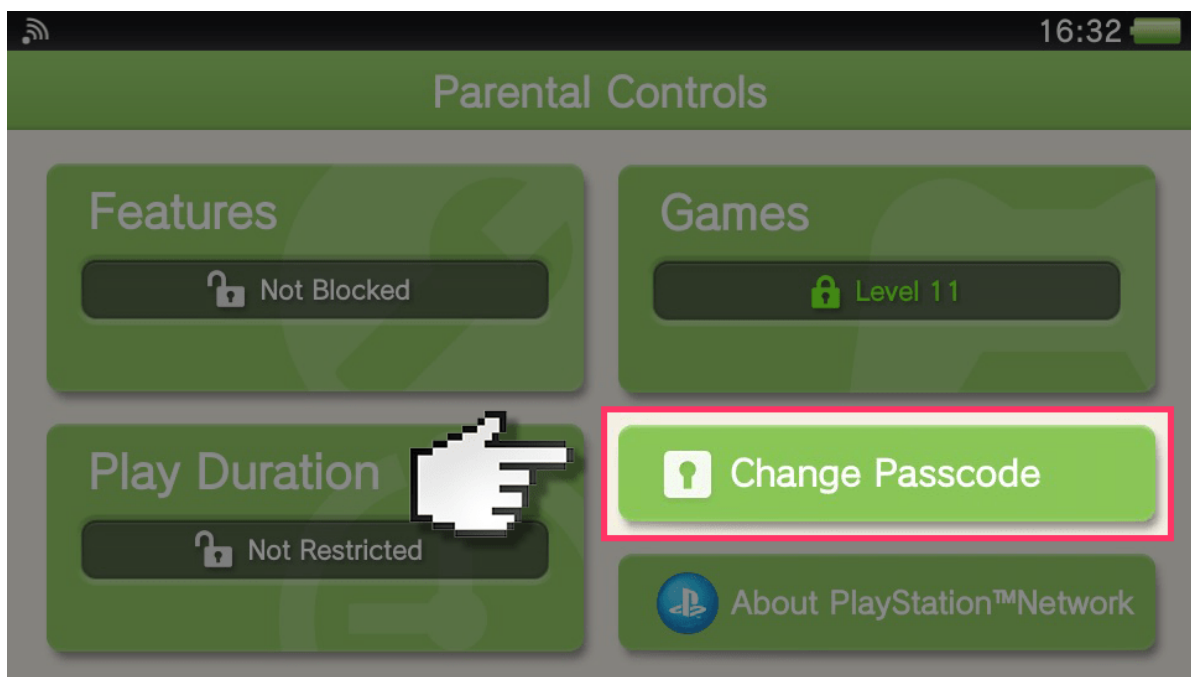 16:32
Parental Controls
Features
Not Blocked
Games
Level 11
Play Duration
Not Restricted
Change Passcode
About PlayStation™Network